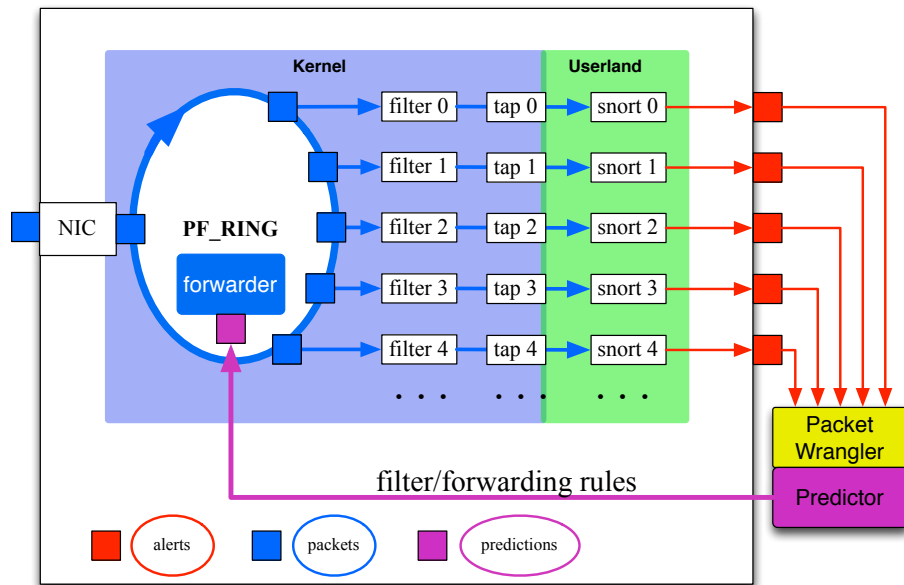 Kernel
Userland
filter 0
tap 0
snort 0
filter 1
tap 1
snort 1
NIC
PF_RING
filter 2
tap 2
snort 2
forwarder
filter 3
tap 3
snort 3
filter 4
tap 4
snort 4
. . .
. . .
. . .
Packet
Wrangler
filter/forwarding rules
Predictor
alerts
packets
predictions